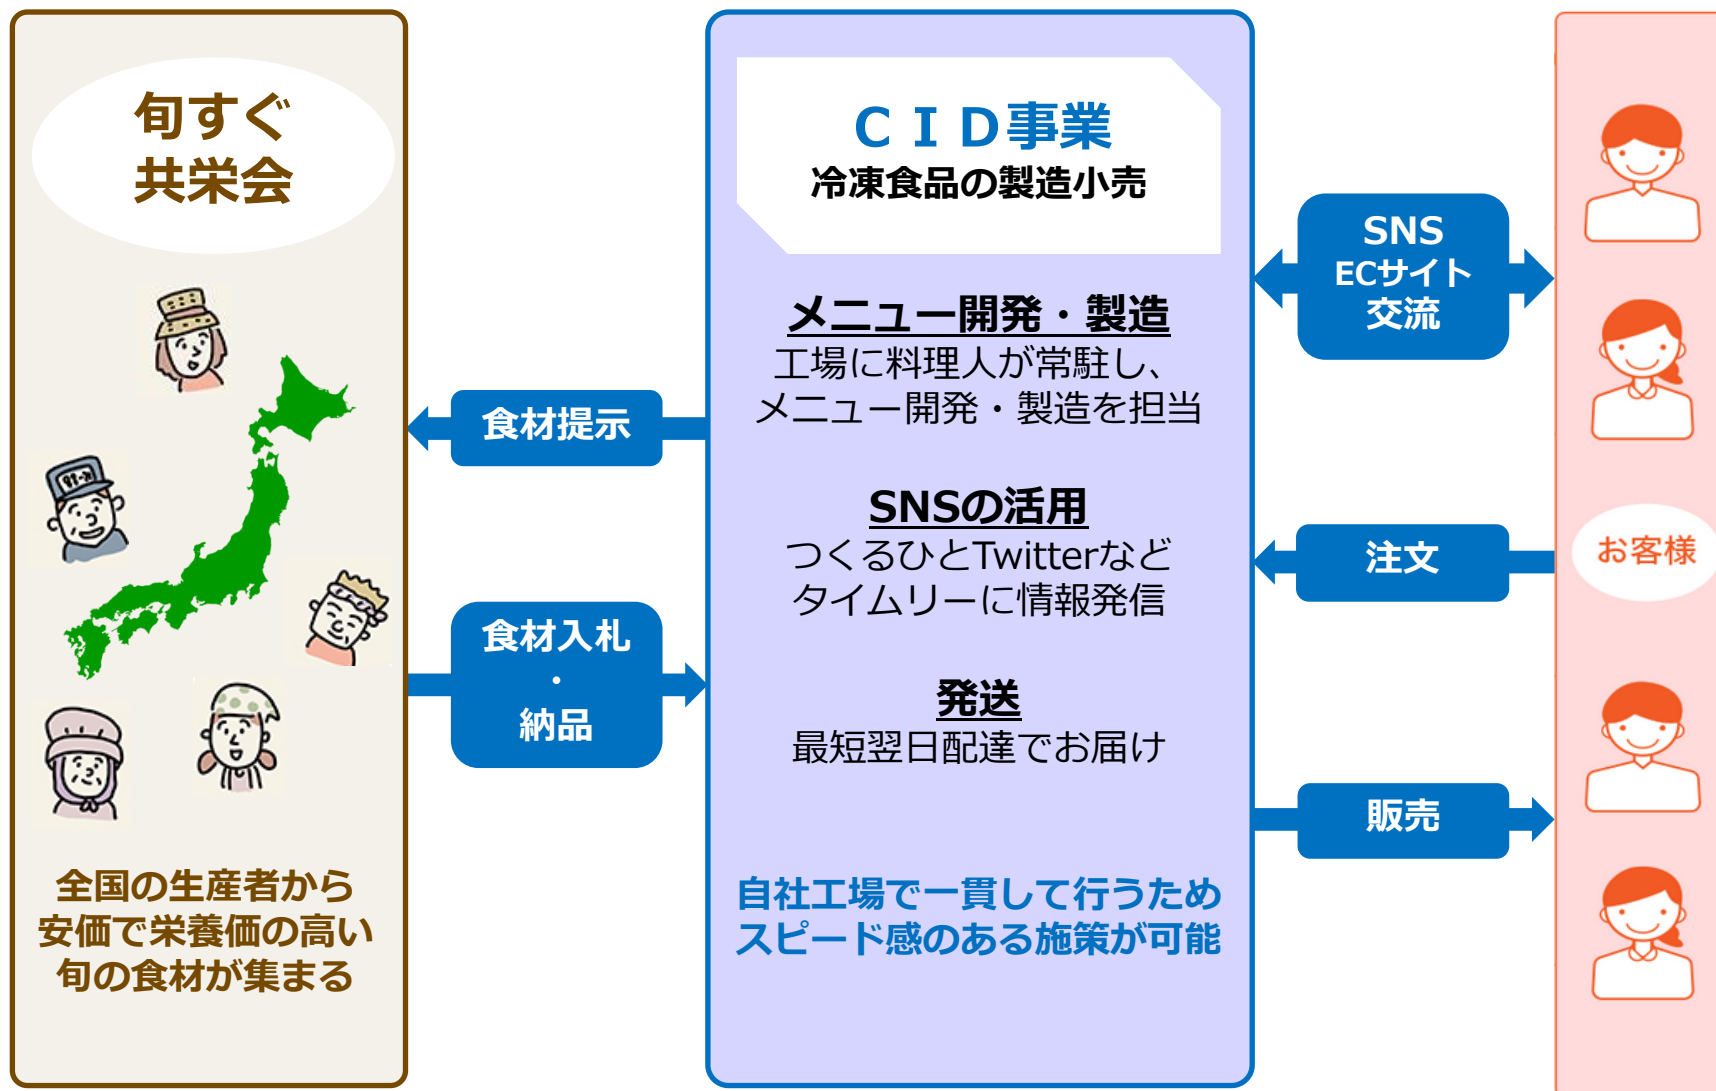 旬すぐ
共栄会
全国の生産者から
安価で栄養価の高い
旬の食材が集まる
食材提示
食材入札
・
納品
ＣＩＤ事業
冷凍食品の製造小売
メニュー開発・製造
工場に料理人が常駐し、
メニュー開発・製造を担当
SNSの活用
つくるひとTwitterなど
タイムリーに情報発信
発送
最短翌日配達でお届け
自社工場で一貫して行うため
スピード感のある施策が可能
SNS
ECサイト
交流
注文
販売
お客様